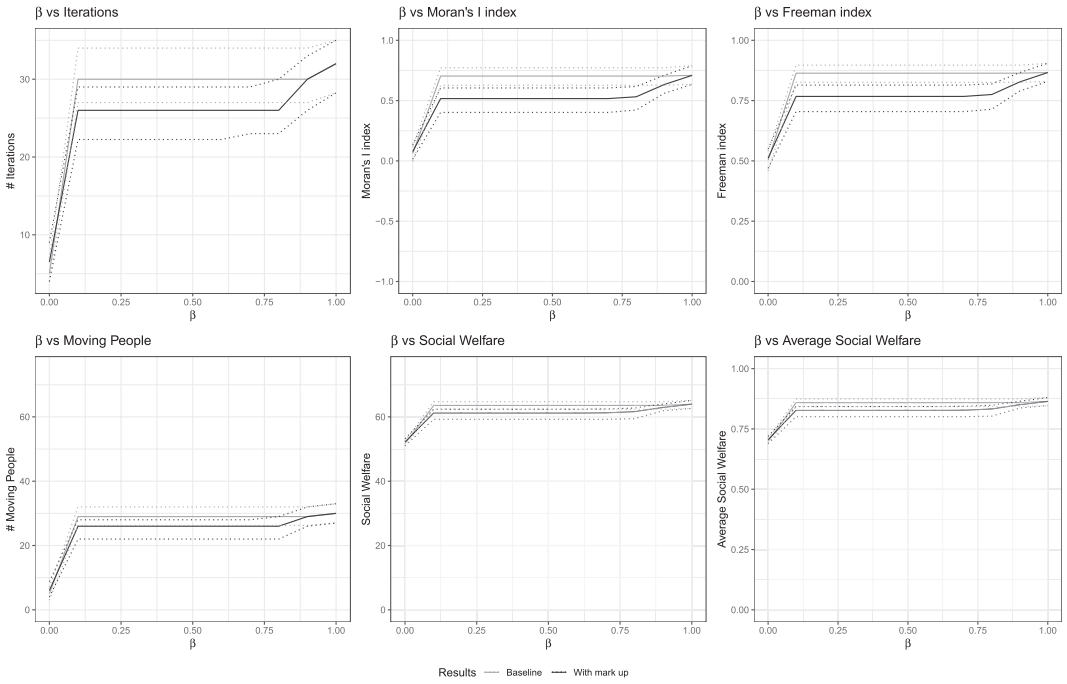 β vs Iterations
β vs Moran's I index
β vs Freeman index
# Iterations
30
20
10
0.00 0.25 0.50 0.75 1.00
β
Moran's I index
1.0
0.5
0.0
−0.5
−1.0
0.00 0.25 0.50 0.75 1.00
β
Freeman index
1.00
0.75
0.50
0.25
0.00
0.00 0.25 0.50 0.75 1.00
β
β vs Moving People
β vs Social Welfare
β vs Average Social Welfare
# Moving People
60
40
20
0
0.00 0.25 0.50 0.75 1.00
β
Social Welfare
60
40
20
0
0.00 0.25 0.50 0.75 1.00
β
Average Social Welfare
1.00
0.75
0.50
0.25
0.00
0.00 0.25 0.50 0.75 1.00
β
Results Baseline With mark up